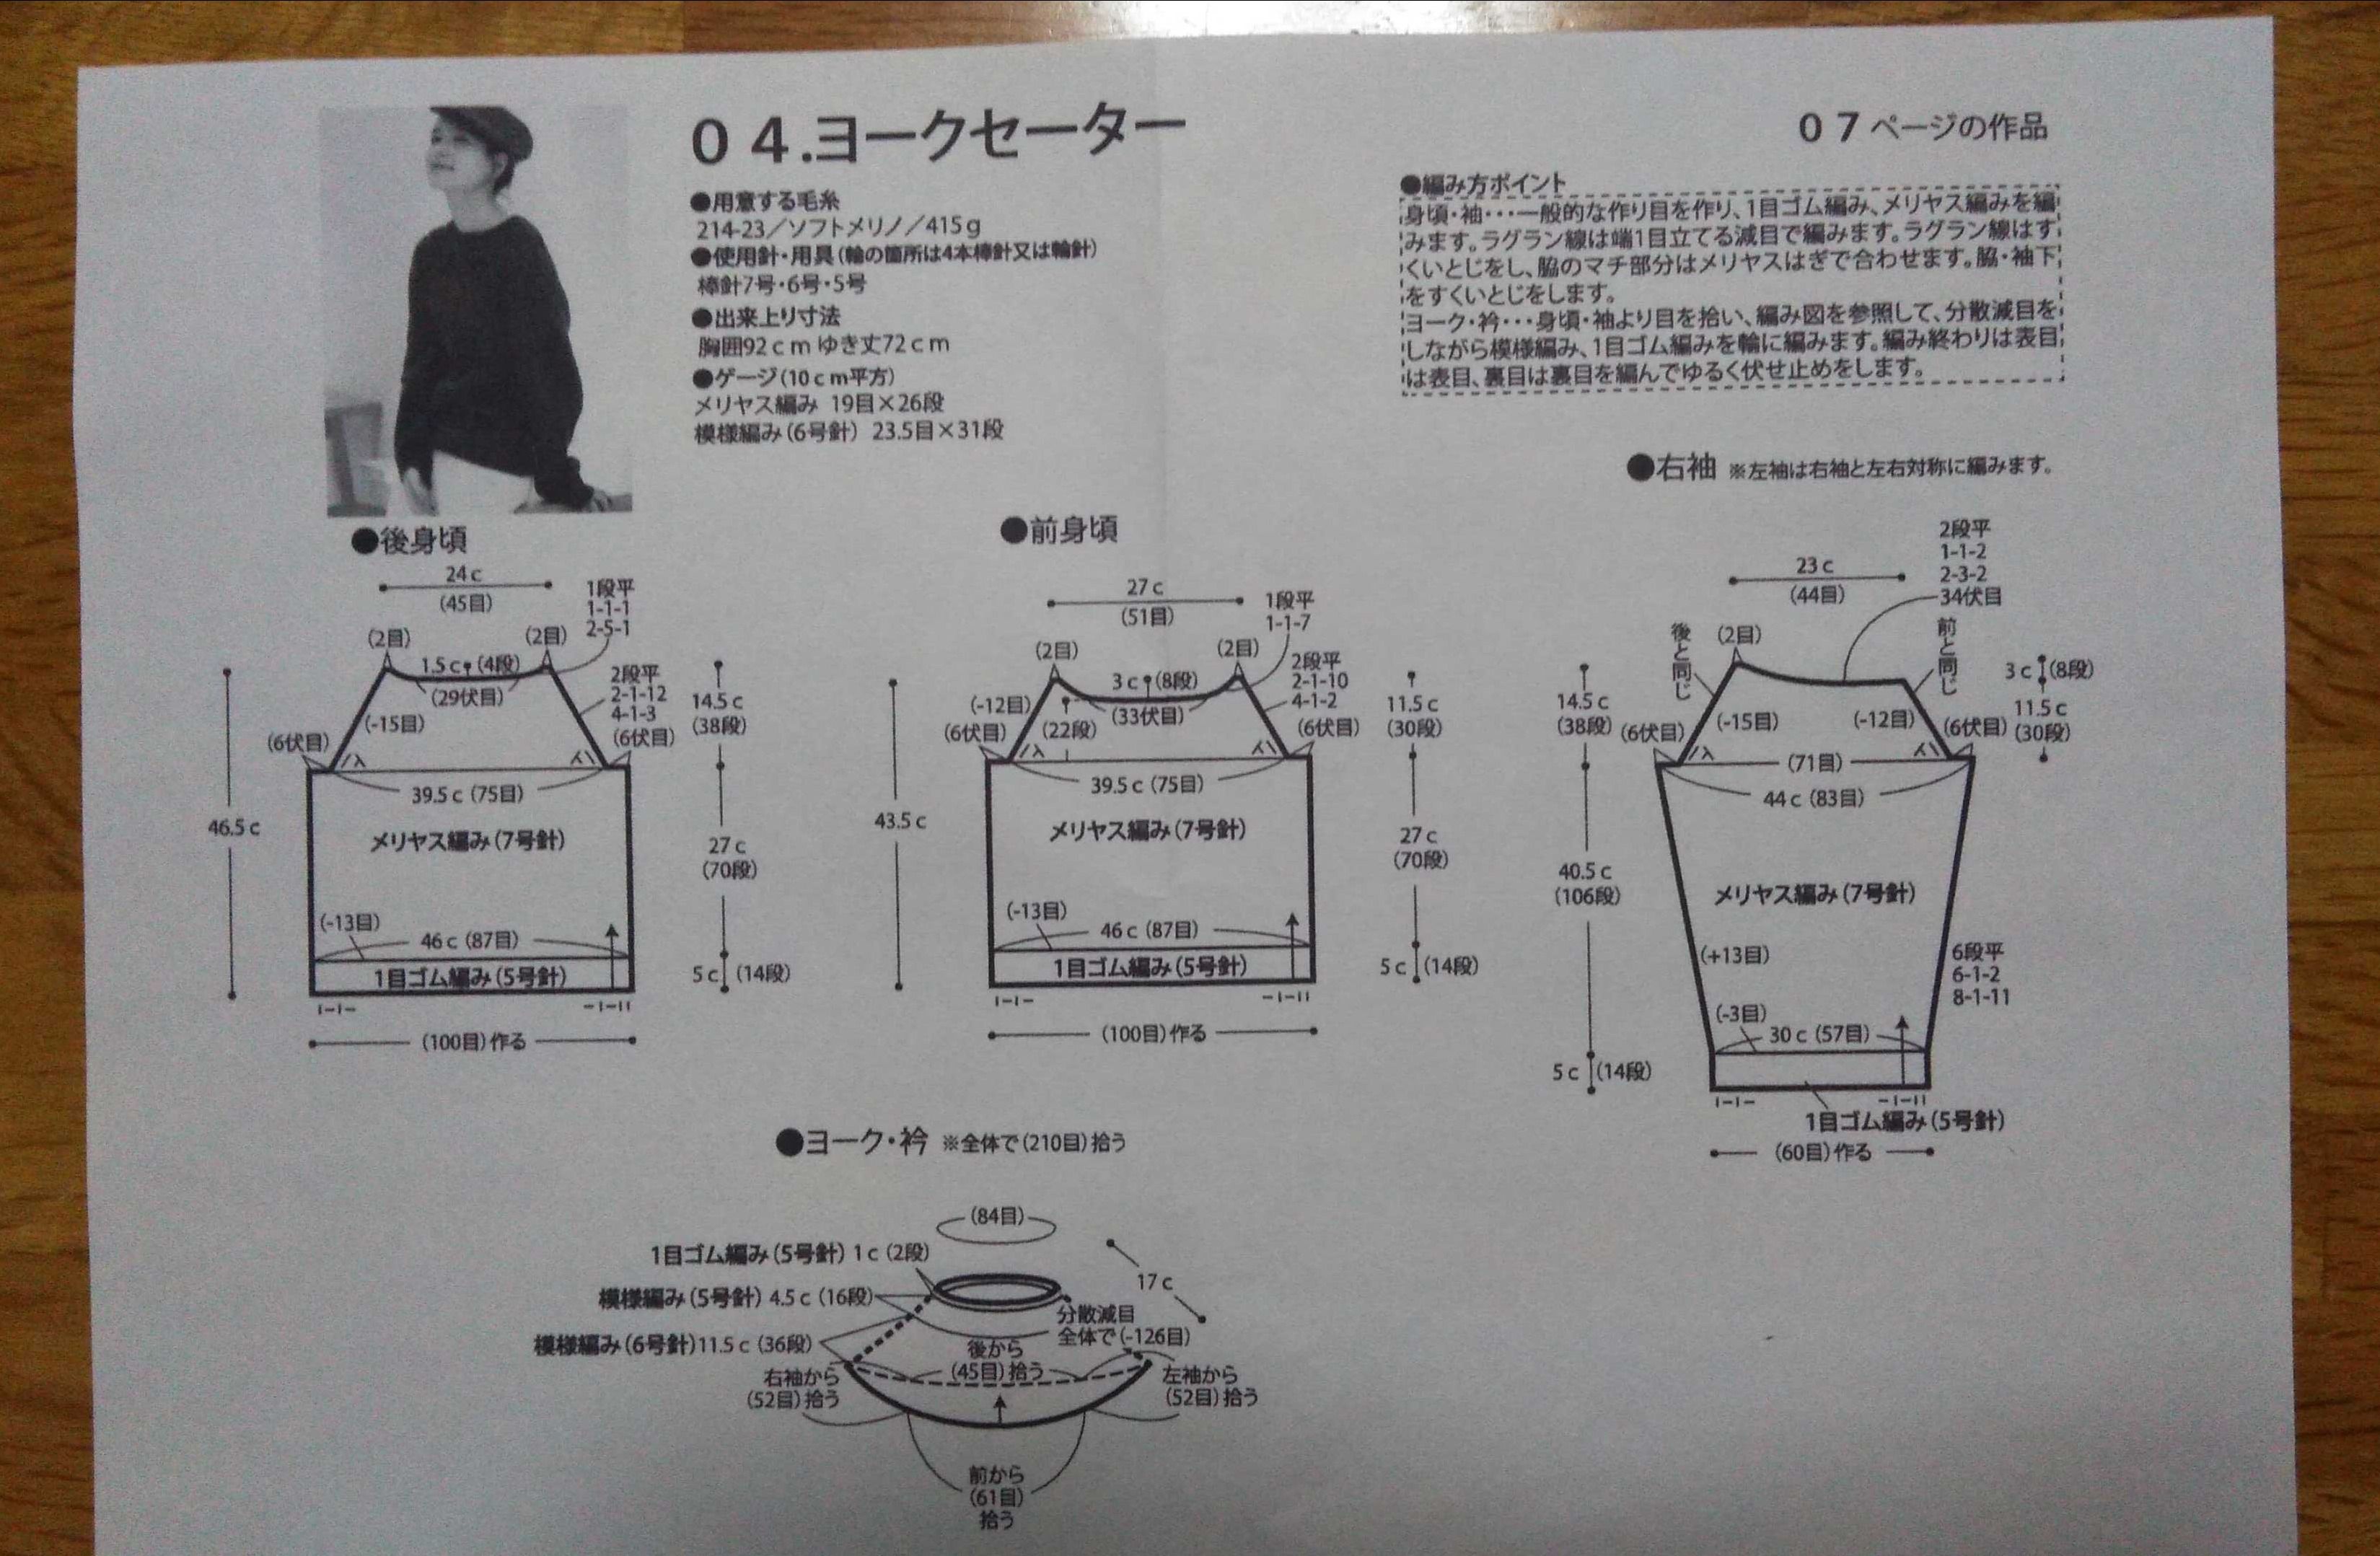 04.ヨークセーター
07ページの作品
●用意する毛糸
214-23／ソフトメリノ／415g
●使用針・用具（輪の箇所は4本棒針又は輪針）
棒針7号・6号・5号
●出来上り寸法
胸囲92cm ゆき丈72cm
●ゲージ（10cm平方）
メリヤス編み 19目×26段
模様編み（6号針） 23.5目×31段
●編み方ポイント
身頃・袖・・・一般的な作り目を作り、1目ゴム編み、メリヤス編みを編
みます。ラグラン線は端1目立てる減目で編みます。ラグラン線はす
くいとじをし、脇のマチ部分はメリヤスはぎで合わせます。脇・袖下
をすくいとじをします。
ヨーク・衿・・・身頃・袖より目を拾い、編み図を参照して、分散減目を
しながら模様編み、1目ゴム編みを輪に編みます。編み終わりは表目
は表目、裏目は裏目を編んでゆるく伏せ止めをします。
●後身頃
24c
（45目）
1段平
1-1-1
2-5-1
（2目）
（2目）
1.5c （4段）
（29伏目）
2段平
2-1-12
4-1-3
（6伏目）
（-15目）
（6伏目）
14.5c
（38段）
39.5c（75目）
46.5c
メリヤス編み（7号針）
27c
（70段）
（-13目）
46c（87目）
1目ゴム編み（5号針）
5c （14段）
（100目）作る
●前身頃
27c
（51目）
1段平
1-1-7
（2目）
（2目）
3c （8段）
（33伏目）
2段平
2-1-10
4-1-2
（6伏目）
（-12目）
（6伏目）
（22段）
11.5c
（30段）
39.5c（75目）
43.5c
メリヤス編み（7号針）
27c
（70段）
（-13目）
46c（87目）
1目ゴム編み（5号針）
5c （14段）
（100目）作る
●右袖 ※左袖は右袖と左右対称に編みます。
23c
（44目）
2段平
1-1-2
2-3-2
34伏目
後と同じ
（2目）
前と同じ
3c （8段）
14.5c
（38段）
（6伏目）
（-15目）
（-12目）
（6伏目）
11.5c
（30段）
（71目）
44c（83目）
40.5c
（106段）
メリヤス編み（7号針）
（+13目）
6段平
6-1-2
8-1-11
（-3目）
30c（57目）
5c （14段）
1目ゴム編み（5号針）
（60目）作る
●ヨーク・衿 ※全体で（210目）拾う
（84目）
1目ゴム編み（5号針）1c（2段）
模様編み（5号針）4.5c（16段）
模様編み（6号針）11.5c（36段）
17c
分散減目
全体で（-126目）
後から
（45目）拾う
右袖から
（52目）拾う
左袖から
（52目）拾う
前から
（61目）
拾う